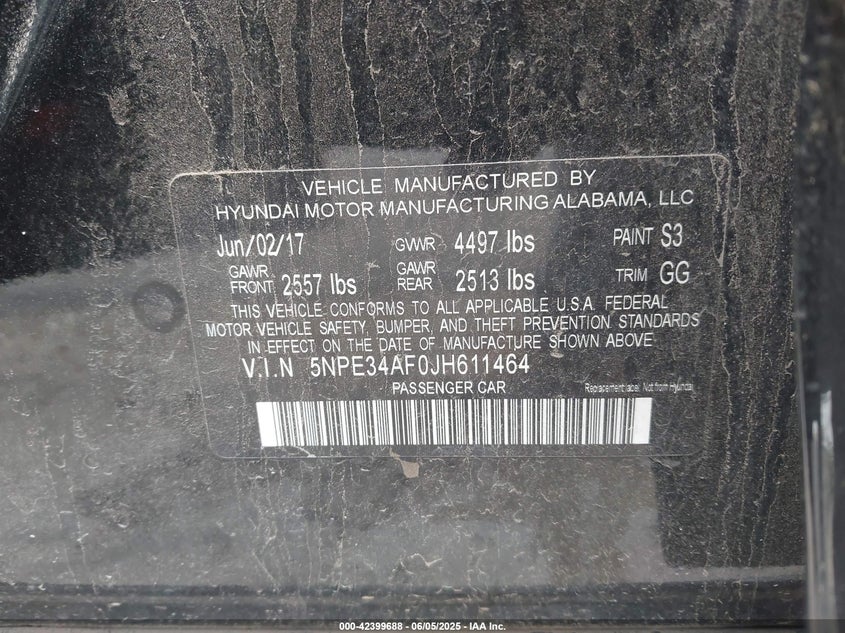 VEHICLE MANUFACTURED BY
HYUNDAI MOTOR MANUFACTURING ALABAMA, LLC
Jun/02/17 GVWR 4497 lbs PAINT S3
GAWR FRONT 2557 lbs GAWR REAR 2513 lbs TRIM GG
THIS VEHICLE CONFORMS TO ALL APPLICABLE U.S.A. FEDERAL
MOTOR VEHICLE SAFETY, BUMPER, AND THEFT PREVENTION STANDARDS
IN EFFECT ON THE DATE OF MANUFACTURE SHOWN ABOVE
V.I.N 5NPE34AF0JH611464
PASSENGER CAR
Replacement label. Not from Hyundai
000-42399688 - 06/05/2025 - IAA Inc.